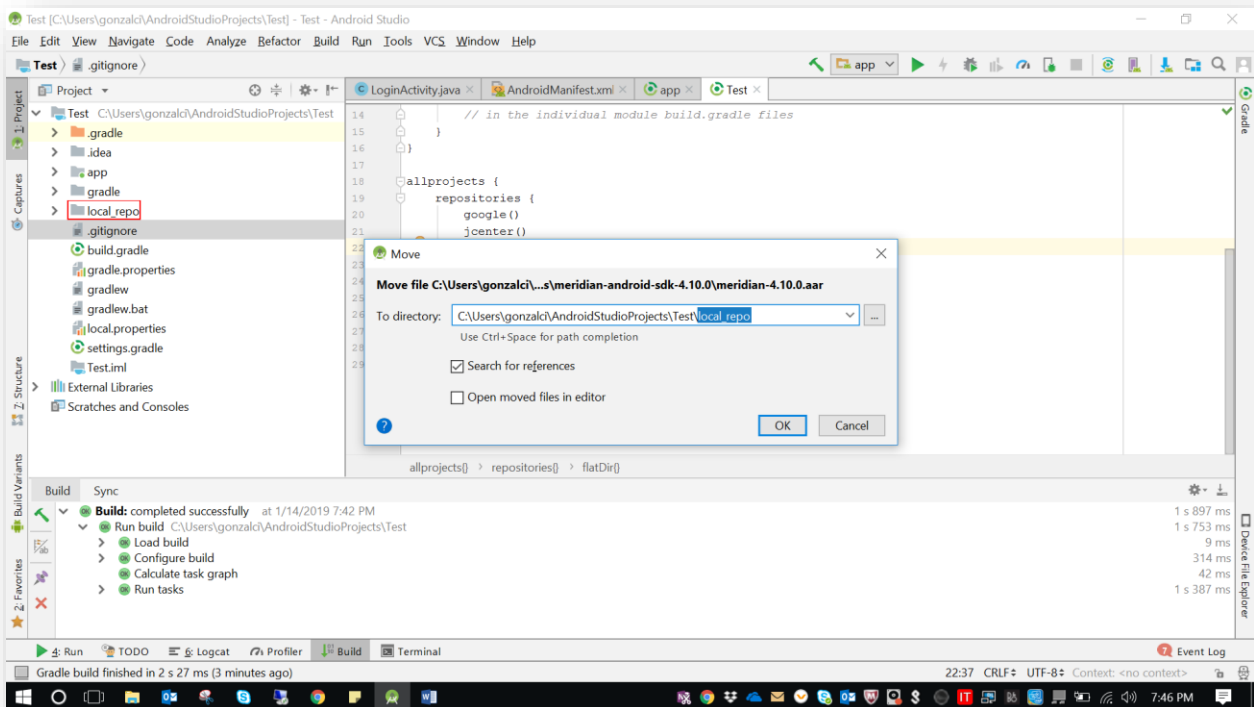 Test [C:\Users\gonzalci\AndroidStudioProjects\Test] - Test - Android Studio
File Edit View Navigate Code Analyze Refactor Build Run Tools VCS Window Help
Test .gitignore
app
1: Project
Captures
7: Structure
Build Variants
2: Favorites
Project
Test C:\Users\gonzalci\AndroidStudioProjects\Test
.gradle
.idea
app
gradle
local_repo
.gitignore
build.gradle
gradle.properties
gradlew
gradlew.bat
local.properties
settings.gradle
Test.iml
External Libraries
Scratches and Consoles
LoginActivity.java AndroidManifest.xml app Test
14 // in the individual module build.gradle files
15 }
16 }
17
18 allprojects {
19 repositories {
20 google()
21 jcenter()
22
23
24
25
26
27
28
29
Move
Move file C:\Users\gonzalci\...s\meridian-android-sdk-4.10.0\meridian-4.10.0.aar
To directory: C:\Users\gonzalci\AndroidStudioProjects\Test\local_repo ...
Use Ctrl+Space for path completion
Search for references
Open moved files in editor
? OK Cancel
allprojects{} > repositories{} > flatDir{}
Gradle
Device File Explorer
Build Sync
Build: completed successfully at 1/14/2019 7:42 PM 1 s 897 ms
Run build C:\Users\gonzalci\AndroidStudioProjects\Test 1 s 753 ms
Load build 9 ms
Configure build 314 ms
Calculate task graph 42 ms
Run tasks 1 s 387 ms
4: Run TODO 6: Logcat Profiler Build Terminal Event Log
Gradle build finished in 2 s 27 ms (3 minutes ago) 22:37 CRLF UTF-8 Context: <no context>
7:46 PM